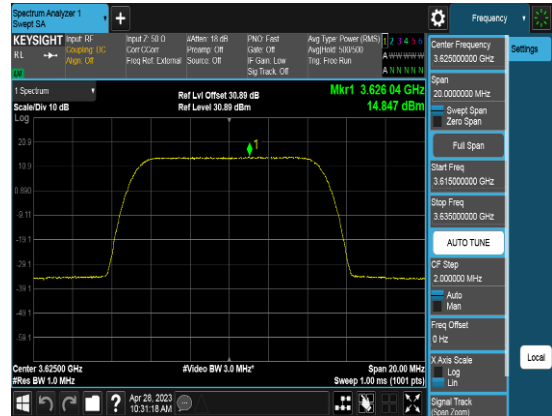 Spectrum Analyzer 1
Swept SA
+
Frequency
KEYSIGHT
RL
Input: RF
Coupling: DC
Align: Off
Input Z: 50 Ω
Corr CCorr
Freq Ref: External
#Atten: 18 dB
Preamp: Off
Source: Off
PNO: Fast
Gate: Off
IF Gain: Low
Sig Track: Off
Avg Type: Power (RMS)
Avg|Hold: 500/500
Trig: Free Run
1 2 3 4 5 6
A W W W W W
A N N N N N
1 Spectrum
Scale/Div 10 dB
Log
Ref Lvl Offset 30.89 dB
Ref Level 30.89 dBm
Mkr1 3.626 04 GHz
14.847 dBm
1
20.9
10.9
0.890
-9.11
-19.1
-29.1
-39.1
-49.1
-59.1
Center 3.62500 GHz
#Res BW 1.0 MHz
#Video BW 3.0 MHz*
Span 20.00 MHz
Sweep 1.00 ms (1001 pts)
Apr 28, 2023
10:31:18 AM
?
Center Frequency
3.625000000 GHz
Span
20.0000000 MHz
Swept Span
Zero Span
Full Span
Start Freq
3.615000000 GHz
Stop Freq
3.635000000 GHz
AUTO TUNE
CF Step
2.000000 MHz
Auto
Man
Freq Offset
0 Hz
X Axis Scale
Log
Lin
Signal Track
(Span Zoom)
Settings
Local